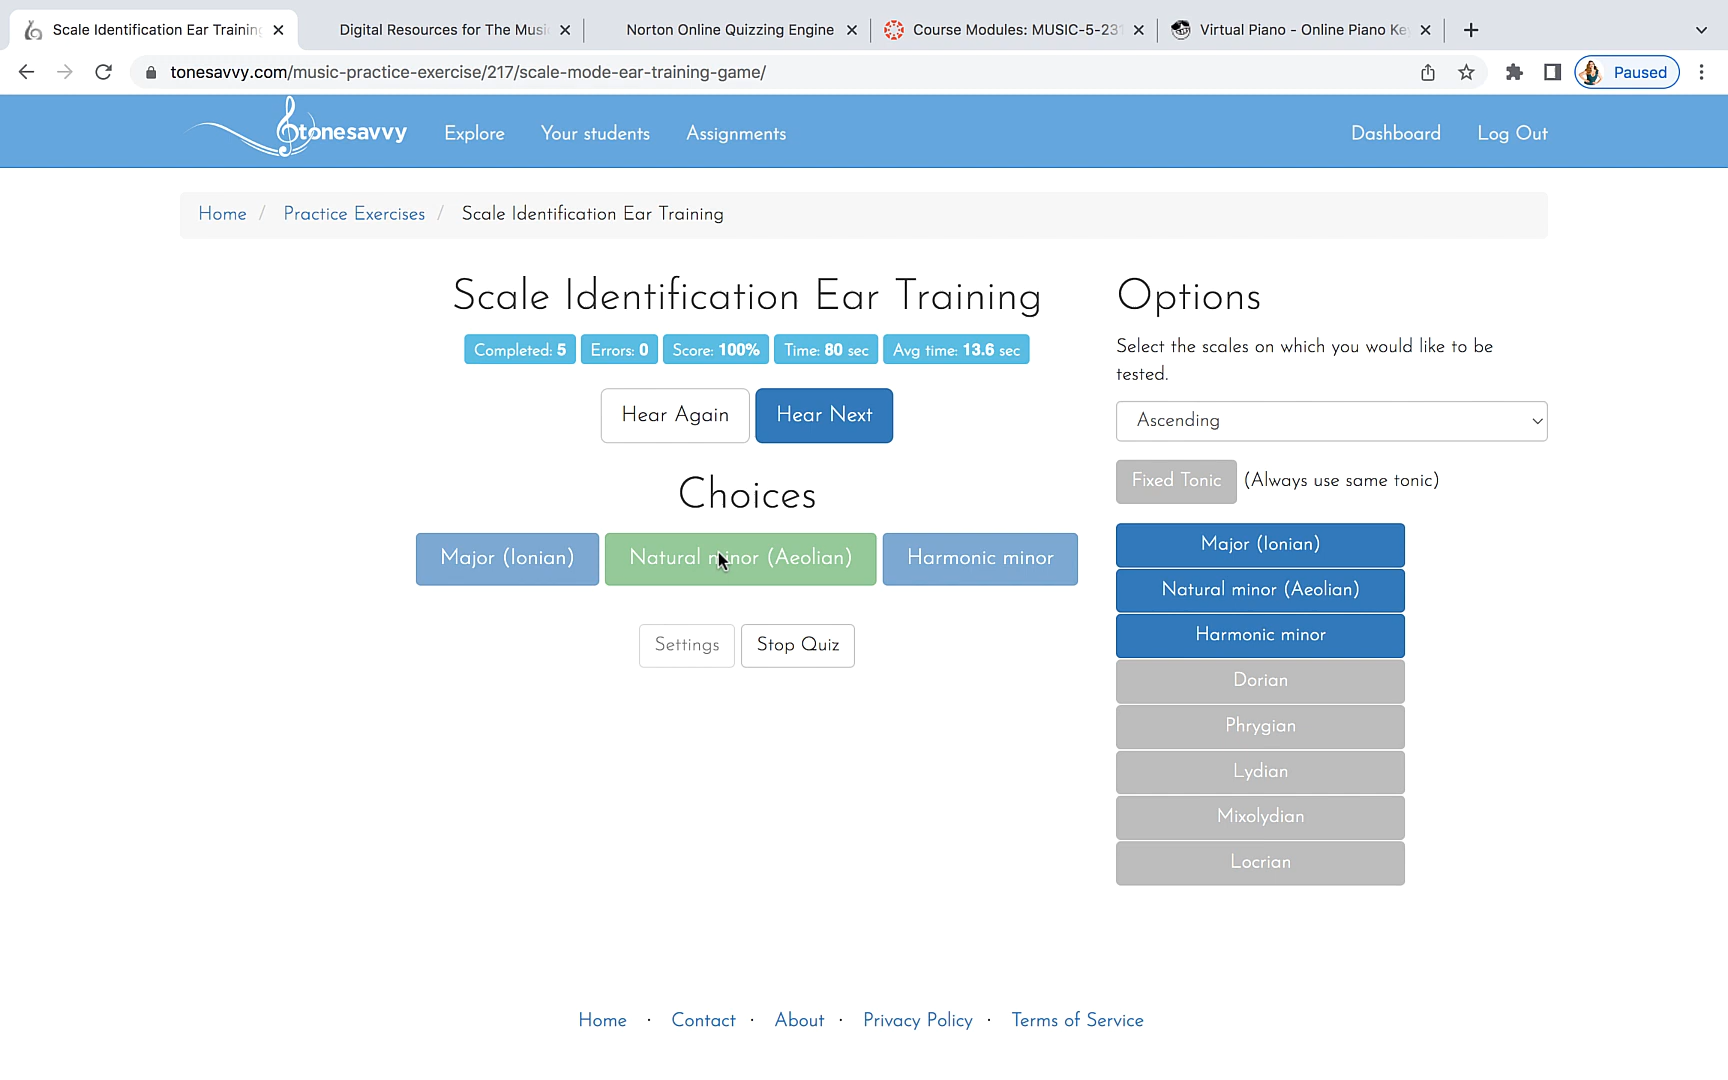 Scale Identification Ear Training
Digital Resources for The Musi
Norton Online Quizzing Engine
Course Modules: MUSIC-5-231
Virtual Piano - Online Piano Ke
tonesavvy.com/music-practice-exercise/217/scale-mode-ear-training-game/
Paused
tonesavvy
Explore
Your students
Assignments
Dashboard
Log Out
Home / Practice Exercises / Scale Identification Ear Training
Scale Identification Ear Training
Completed: 5
Errors: 0
Score: 100%
Time: 80 sec
Avg time: 13.6 sec
Hear Again
Hear Next
Choices
Major (Ionian)
Natural minor (Aeolian)
Harmonic minor
Settings
Stop Quiz
Options
Select the scales on which you would like to be
tested.
Ascending
Fixed Tonic (Always use same tonic)
Major (Ionian)
Natural minor (Aeolian)
Harmonic minor
Dorian
Phrygian
Lydian
Mixolydian
Locrian
Home · Contact · About · Privacy Policy · Terms of Service